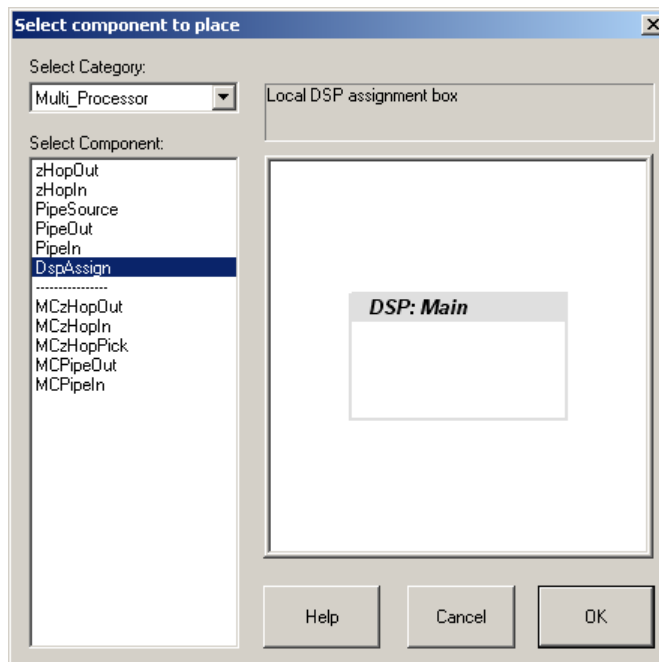 Select component to place
Select Category:
Multi_Processor
Local DSP assignment box
Select Component:
zHopOut
zHopIn
PipeSource
PipeOut
PipeIn
DspAssign
----------------
MCzHopOut
MCzHopIn
MCzHopPick
MCPipeOut
MCPipeIn
DSP: Main
Help
Cancel
OK